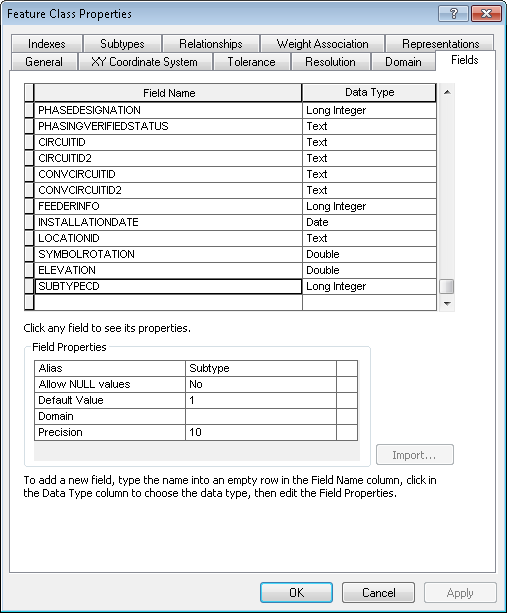 Feature Class Properties
Indexes Subtypes Relationships Weight Association Representations
General XY Coordinate System Tolerance Resolution Domain Fields
Field Name Data Type
PHASEDESIGNATION Long Integer
PHASINGVERIFIEDSTATUS Text
CIRCUITID Text
CIRCUITID2 Text
CONVCIRCUITID Text
CONVCIRCUITID2 Text
FEEDERINFO Long Integer
INSTALLATIONDATE Date
LOCATIONID Text
SYMBOLROTATION Double
ELEVATION Double
SUBTYPECD Long Integer
Click any field to see its properties.
Field Properties
Alias Subtype
Allow NULL values No
Default Value 1
Domain
Precision 10
Import...
To add a new field, type the name into an empty row in the Field Name column, click in
the Data Type column to choose the data type, then edit the Field Properties.
OK Cancel Apply